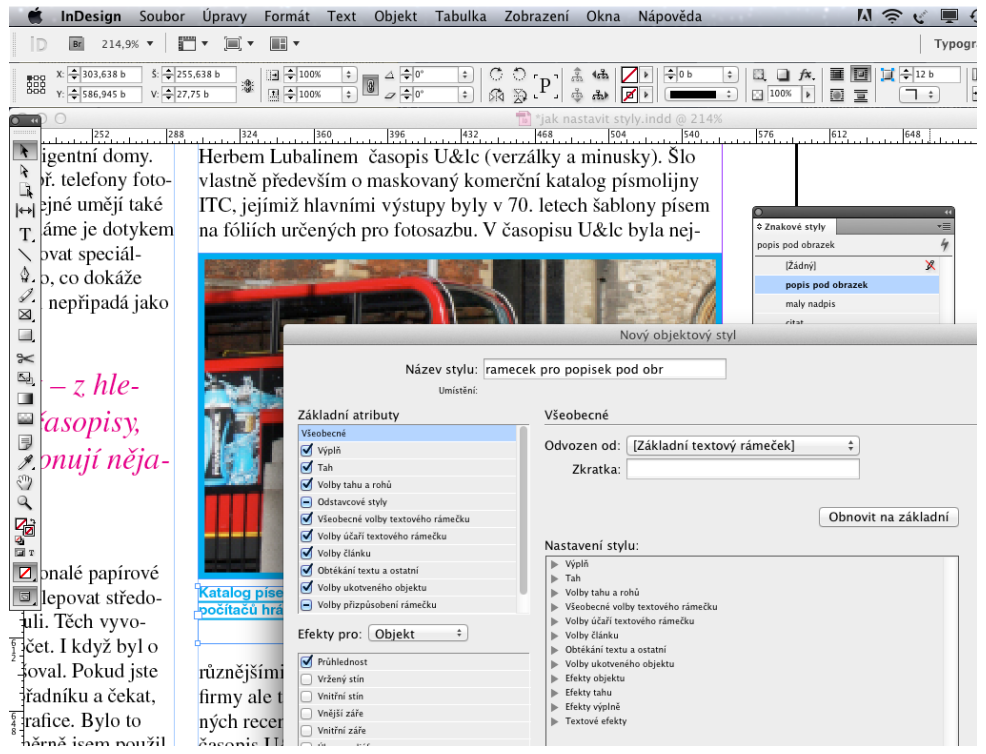 InDesign Soubor Úpravy Formát Text Objekt Tabulka Zobrazení Okna Nápověda
Br 214,9%
X: 303,638 b Š: 255,638 b 100% 0° P 0 b fx. 12 b
Y: 586,945 b V: 27,75 b 100% 0° 100%
*jak nastavit styly.indd @ 214%
252 288 324 360 396 432 468 504 540 576 612 648
igentní domy.
telefony foto-
ejné umějí také
áme je dotykem
ovat speciál-
o, co dokáže
nepřipadá jako
– z hle-
časopisy,
onují něja-
onalé papírové
lepovat středo-
uli. Těch vyvo-
čet. I když byl o
šoval. Pokud jste
řadníku a čekat,
rafice. Bylo to
měrně jsem použil
Herbem Lubalinem časopis U&lc (verzálky a minusky). Šlo
vlastně především o maskovaný komerční katalog písmolijny
ITC, jejímiž hlavními výstupy byly v 70. letech šablony písem
na fóliích určených pro fotosazbu. V časopisu U&lc byla nej-
Katalog píse
počítačů hrá
různějšími
firmy ale t
ných recen
časopis U&
Znakové styly
popis pod obrazek
[Žádný]
popis pod obrazek
maly nadpis
citat
Nový objektový styl
Název stylu: ramecek pro popisek pod obr
Umístění:
Základní atributy
Všeobecné
Výplň
Tah
Volby tahu a rohů
Odstavcové styly
Všeobecné volby textového rámečku
Volby účaří textového rámečku
Volby článku
Obtékání textu a ostatní
Volby ukotveného objektu
Volby přizpůsobení rámečku
Efekty pro: Objekt
Průhlednost
Vržený stín
Vnitřní stín
Vnější záře
Vnitřní záře
Všeobecné
Odvozen od: [Základní textový rámeček]
Zkratka:
Obnovit na základní
Nastavení stylu:
Výplň
Tah
Volby tahu a rohů
Všeobecné volby textového rámečku
Volby účaří textového rámečku
Volby článku
Obtékání textu a ostatní
Volby ukotveného objektu
Efekty objektu
Efekty tahu
Efekty výplně
Textové efekty